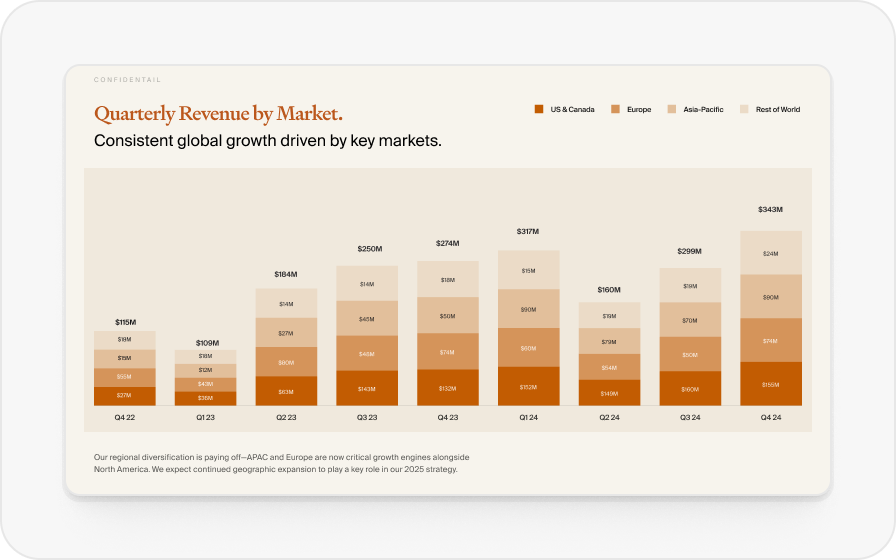 CONFIDENTAIL
Quarterly Revenue by Market.
Consistent global growth driven by key markets.
US & Canada Europe Asia-Pacific Rest of World
$115M
$18M
$15M
$55M
$27M
$109M
$18M
$12M
$43M
$36M
$184M
$14M
$27M
$80M
$63M
$250M
$14M
$45M
$48M
$143M
$274M
$18M
$50M
$74M
$132M
$317M
$15M
$90M
$60M
$152M
$160M
$19M
$79M
$54M
$149M
$299M
$19M
$70M
$50M
$160M
$343M
$24M
$90M
$74M
$155M
Q4 22 Q1 23 Q2 23 Q3 23 Q4 23 Q1 24 Q2 24 Q3 24 Q4 24
Our regional diversification is paying off—APAC and Europe are now critical growth engines alongside
North America. We expect continued geographic expansion to play a key role in our 2025 strategy.